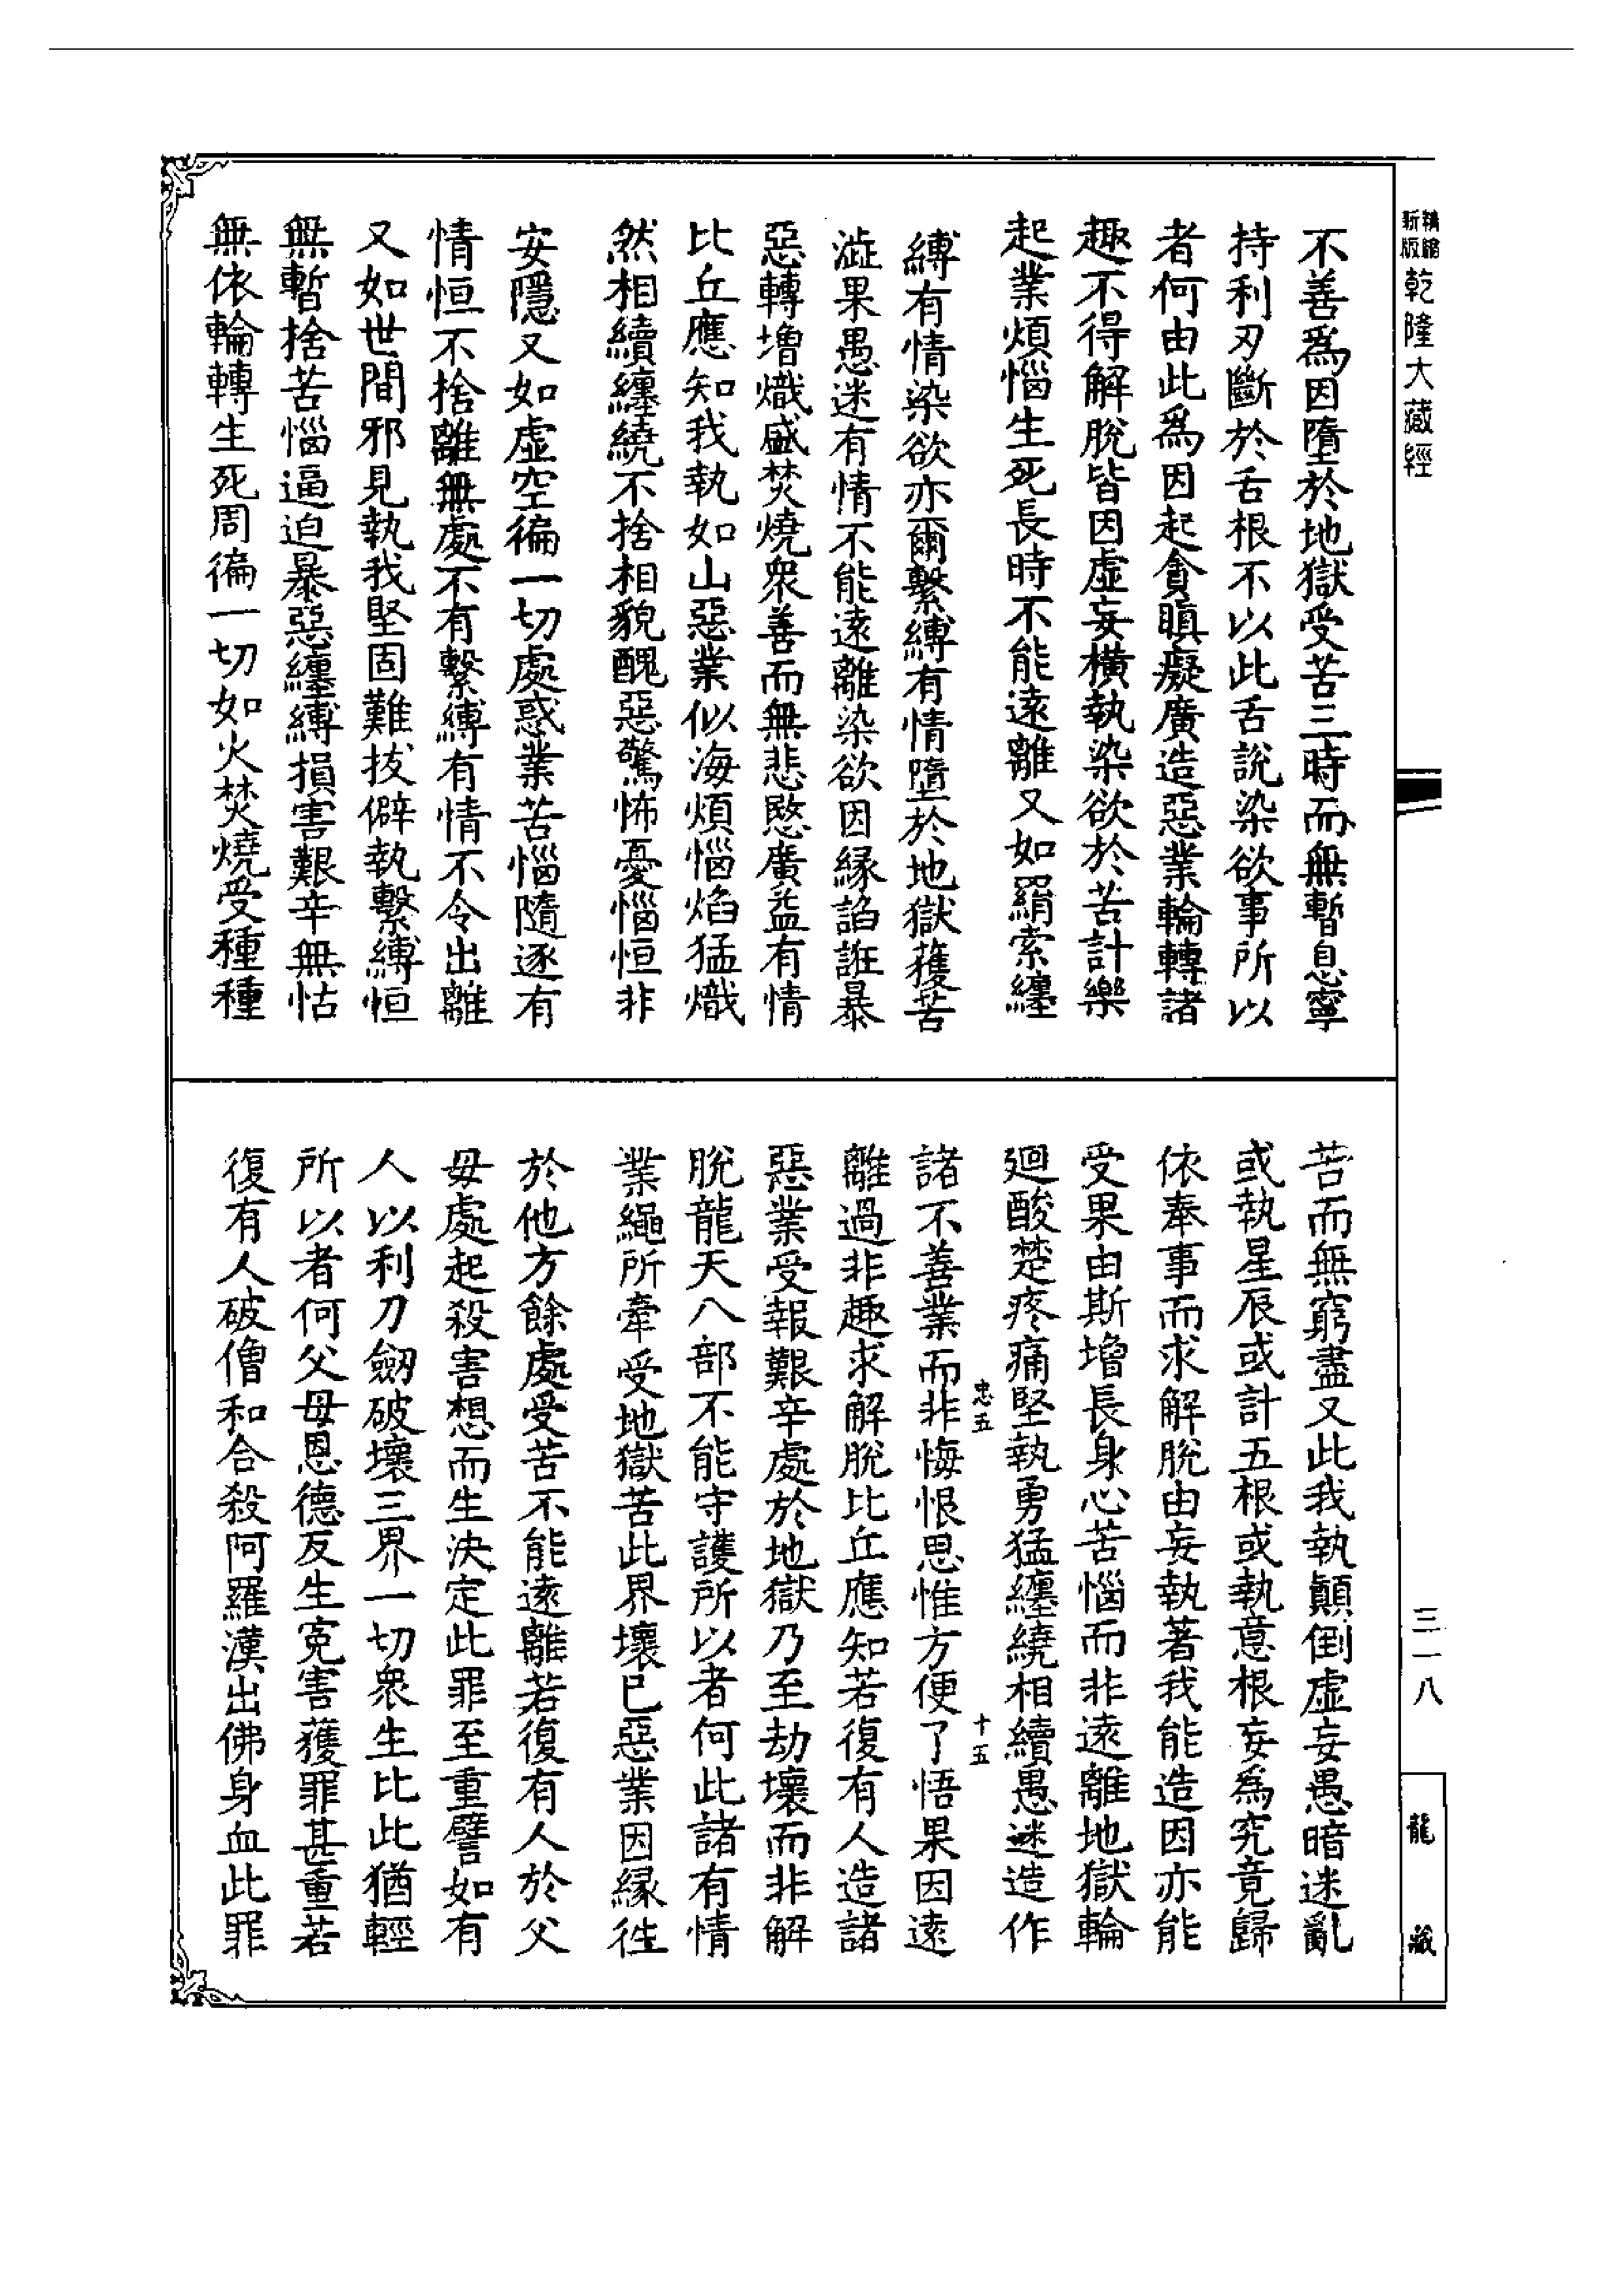 精縮新版乾隆大藏經
不善爲因墮於地獄受苦三時而無暫息寧
持利刃斷於舌根不以此舌說染欲事所以
者何由此爲因起貪瞋癡廣造惡業輪轉諸
趣不得解脫皆因虛妄橫執染欲於苦計樂
起業煩惱生死長時不能遠離又如羂索纏
縛有情染欲亦爾繫縛有情墮於地獄獲苦
澁果愚迷有情不能遠離染欲因緣諂誑暴
惡轉增熾盛焚燒衆善而無悲愍廣益有情
比丘應知我執如山惡業似海煩惱焰猛熾
然相續纏繞不捨相貌醜惡驚怖憂惱恒非
安隱又如虛空徧一切處惑業苦惱隨逐有
情恒不捨離無處不有繫縛有情不令出離
又如世間邪見執我堅固難拔僻執繫縛恒
無暫捨苦惱逼迫暴惡纏縛損害艱辛無怙
無依輪轉生死周徧一切如火焚燒受種種
苦而無窮盡又此我執顛倒虛妄愚暗迷亂
或執星辰或計五根或執意根妄爲究竟歸
依奉事而求解脫由妄執著我能造因亦能
受果由斯增長身心苦惱而非遠離地獄輪
廻酸楚疼痛堅執勇猛纏繞相續愚迷造作
忠五 十五
諸不善業而非悔恨思惟方便了悟果因遠
離過非趣求解脫比丘應知若復有人造諸
惡業受報艱辛處於地獄乃至劫壞而非解
脫龍天八部不能守護所以者何此諸有情
業繩所牽受地獄苦此界壞已惡業因緣徃
於他方餘處受苦不能遠離若復有人於父
母處起殺害想而生決定此罪至重譬如有
人以利刀劒破壞三界一切衆生比此猶輕
所以者何父母恩德反生冤害獲罪甚重若
復有人破僧和合殺阿羅漢出佛身血此罪
三一八
龍藏